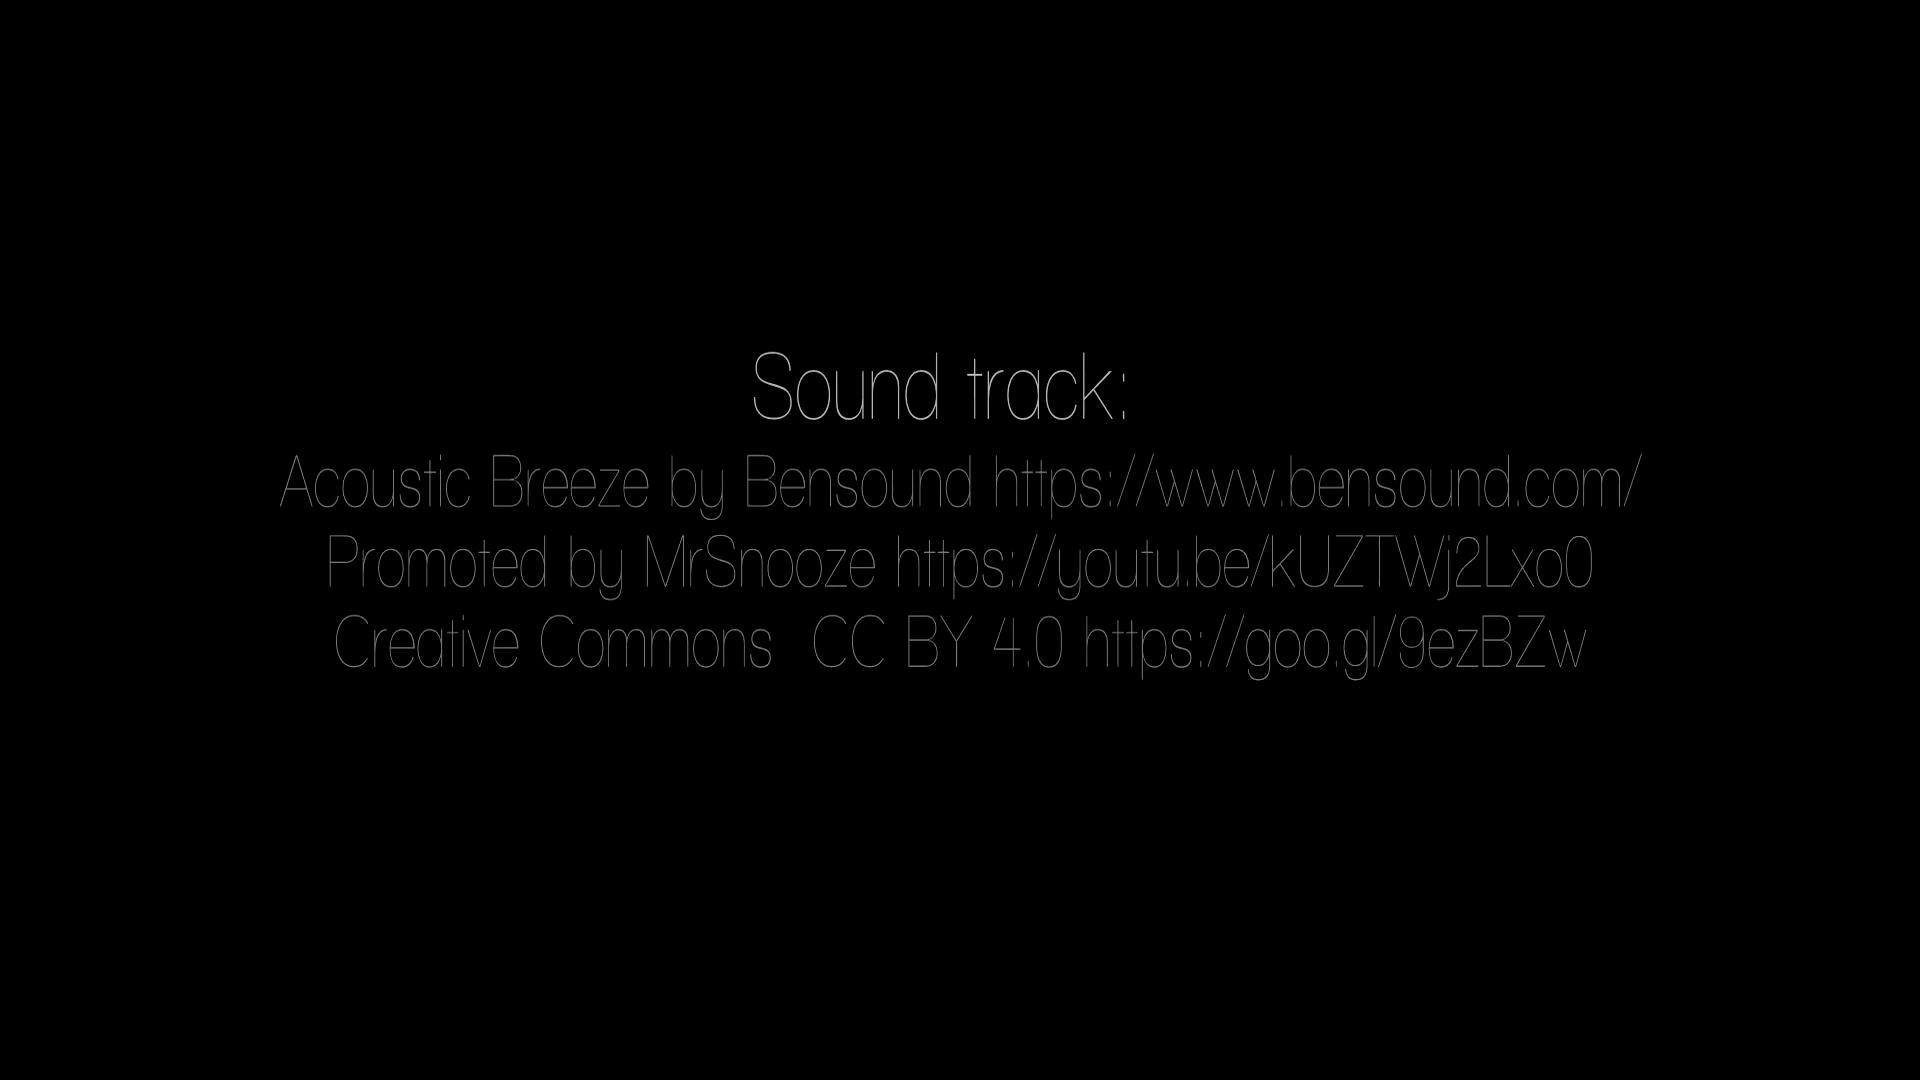 Sound track:
Acoustic Breeze by Bensound https://www.bensound.com/
Promoted by MrSnooze https://youtu.be/kUZTWj2Lxo0
Creative Commons  CC BY 4.0 https://goo.gl/9ezBZw